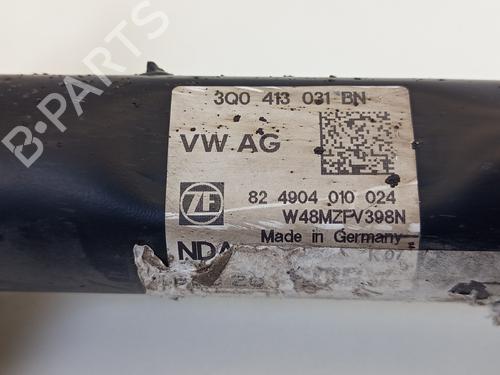 B-PARTS
3Q0 413 031 BN
VW AG
ZF
82 4904 010 024
W48MZPV398N
Made in Germany
NDA